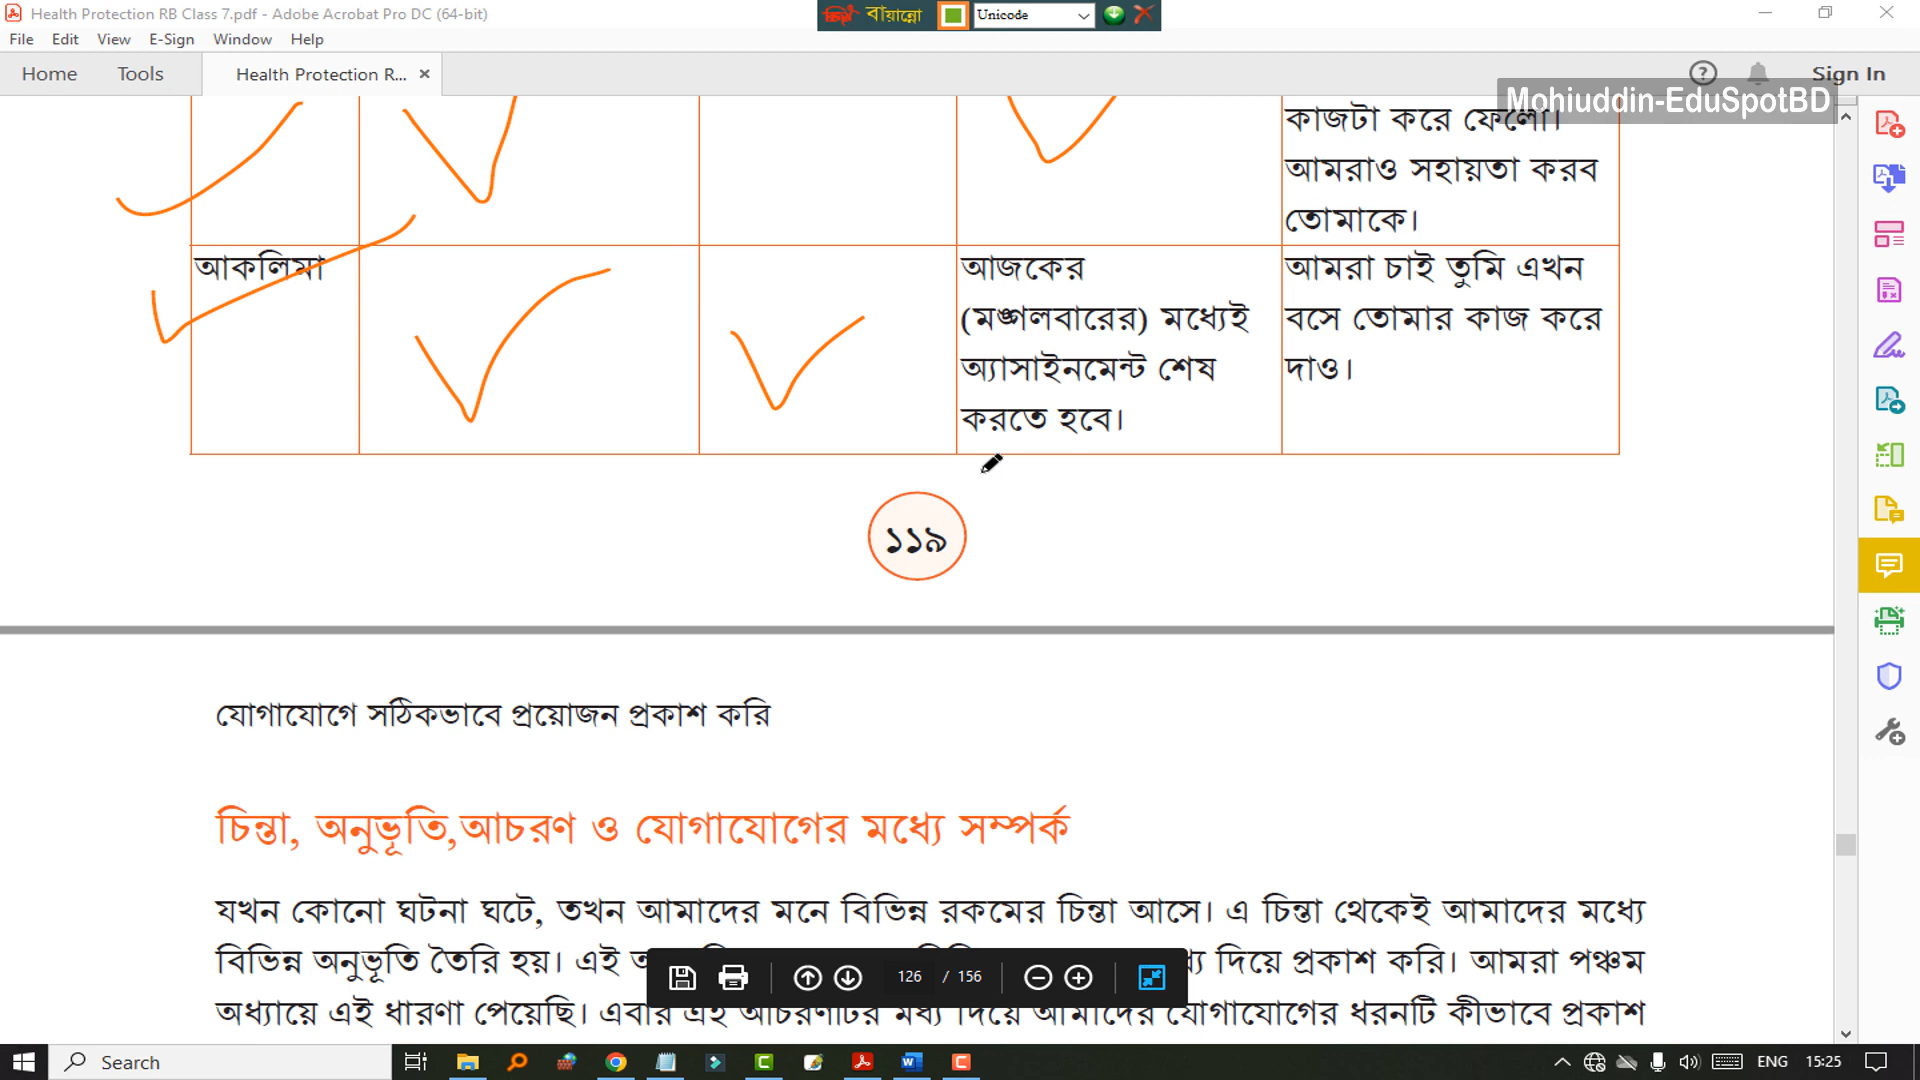 Health Protection RB Class 7.pdf - Adobe Acrobat Pro DC (64-bit)
বায়ান্নো
Unicode
File Edit View E-Sign Window Help
Home Tools Health Protection R... Sign In
Mohiuddin-EduSpotBD
কাজটা করে ফেলো।
আমরাও সহায়তা করব
তোমাকে।
আকলিমা
আজকের
(মঙ্গলবারের) মধ্যেই
অ্যাসাইনমেন্ট শেষ
করতে হবে।
আমরা চাই তুমি এখন
বসে তোমার কাজ করে
দাও।
১১৯
যোগাযোগে সঠিকভাবে প্রয়োজন প্রকাশ করি
চিন্তা, অনুভূতি,আচরণ ও যোগাযোগের মধ্যে সম্পর্ক
যখন কোনো ঘটনা ঘটে, তখন আমাদের মনে বিভিন্ন রকমের চিন্তা আসে। এ চিন্তা থেকেই আমাদের মধ্যে
বিভিন্ন অনুভূতি তৈরি হয়। এই দিয়ে প্রকাশ করি। আমরা পঞ্চম
অধ্যায়ে এই ধারণা পেয়েছি। এবার এই আচরণটির মধ্য দিয়ে আমাদের যোগাযোগের ধরনটি কীভাবে প্রকাশ
126 / 156
Search
ENG 15:25